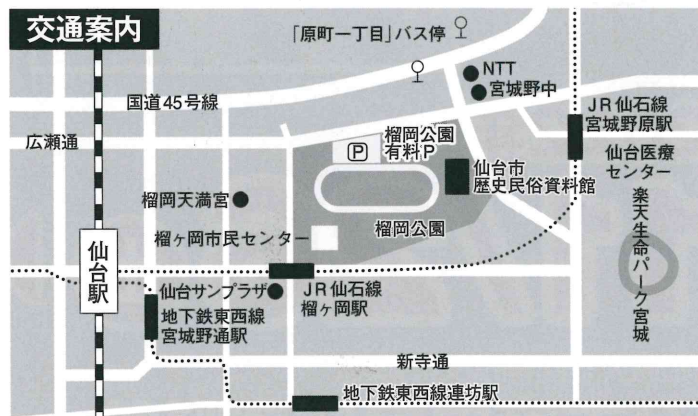 交通案内
「原町一丁目」バス停
NTT
宮城野中
国道45号線
JR仙石線
宮城野原駅
広瀬通
榴岡公園
有料P
P
仙台市
歴史民俗資料館
仙台医療
センター
榴岡天満宮
榴岡公園
榴ヶ岡市民センター
楽天生命パーク宮城
仙台駅
仙台サンプラザ
JR仙石線
榴ヶ岡駅
地下鉄東西線
宮城野通駅
新寺通
地下鉄東西線連坊駅